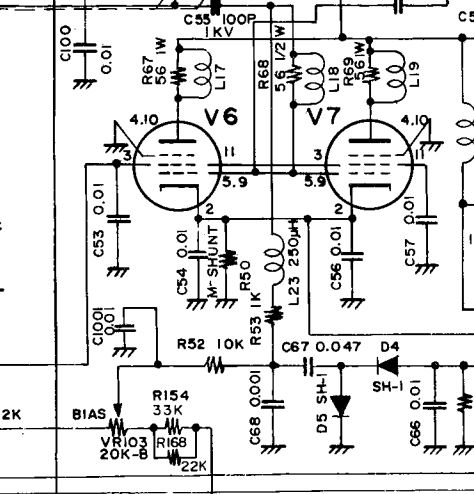 C55 100P
1KV
C100
0.01
R67
56 1W
L17
R68
56 1/2 W
L18
R69
56 1W
L19
V6
V7
4.10
4.10
3
11
3
11
5.9
5.9
2
2
C53 0.01
C54 0.01
M-SHUNT
R50
L23 250μH
C56 0.01
C57 0.01
C1001
0.01
R53 1K
R52 10K
C67 0.047
D4
SH-1
C68 0.001
D5 SH-1
C66 0.01
2K
BIAS
VR103
20K-B
R154
33K
R168
22K